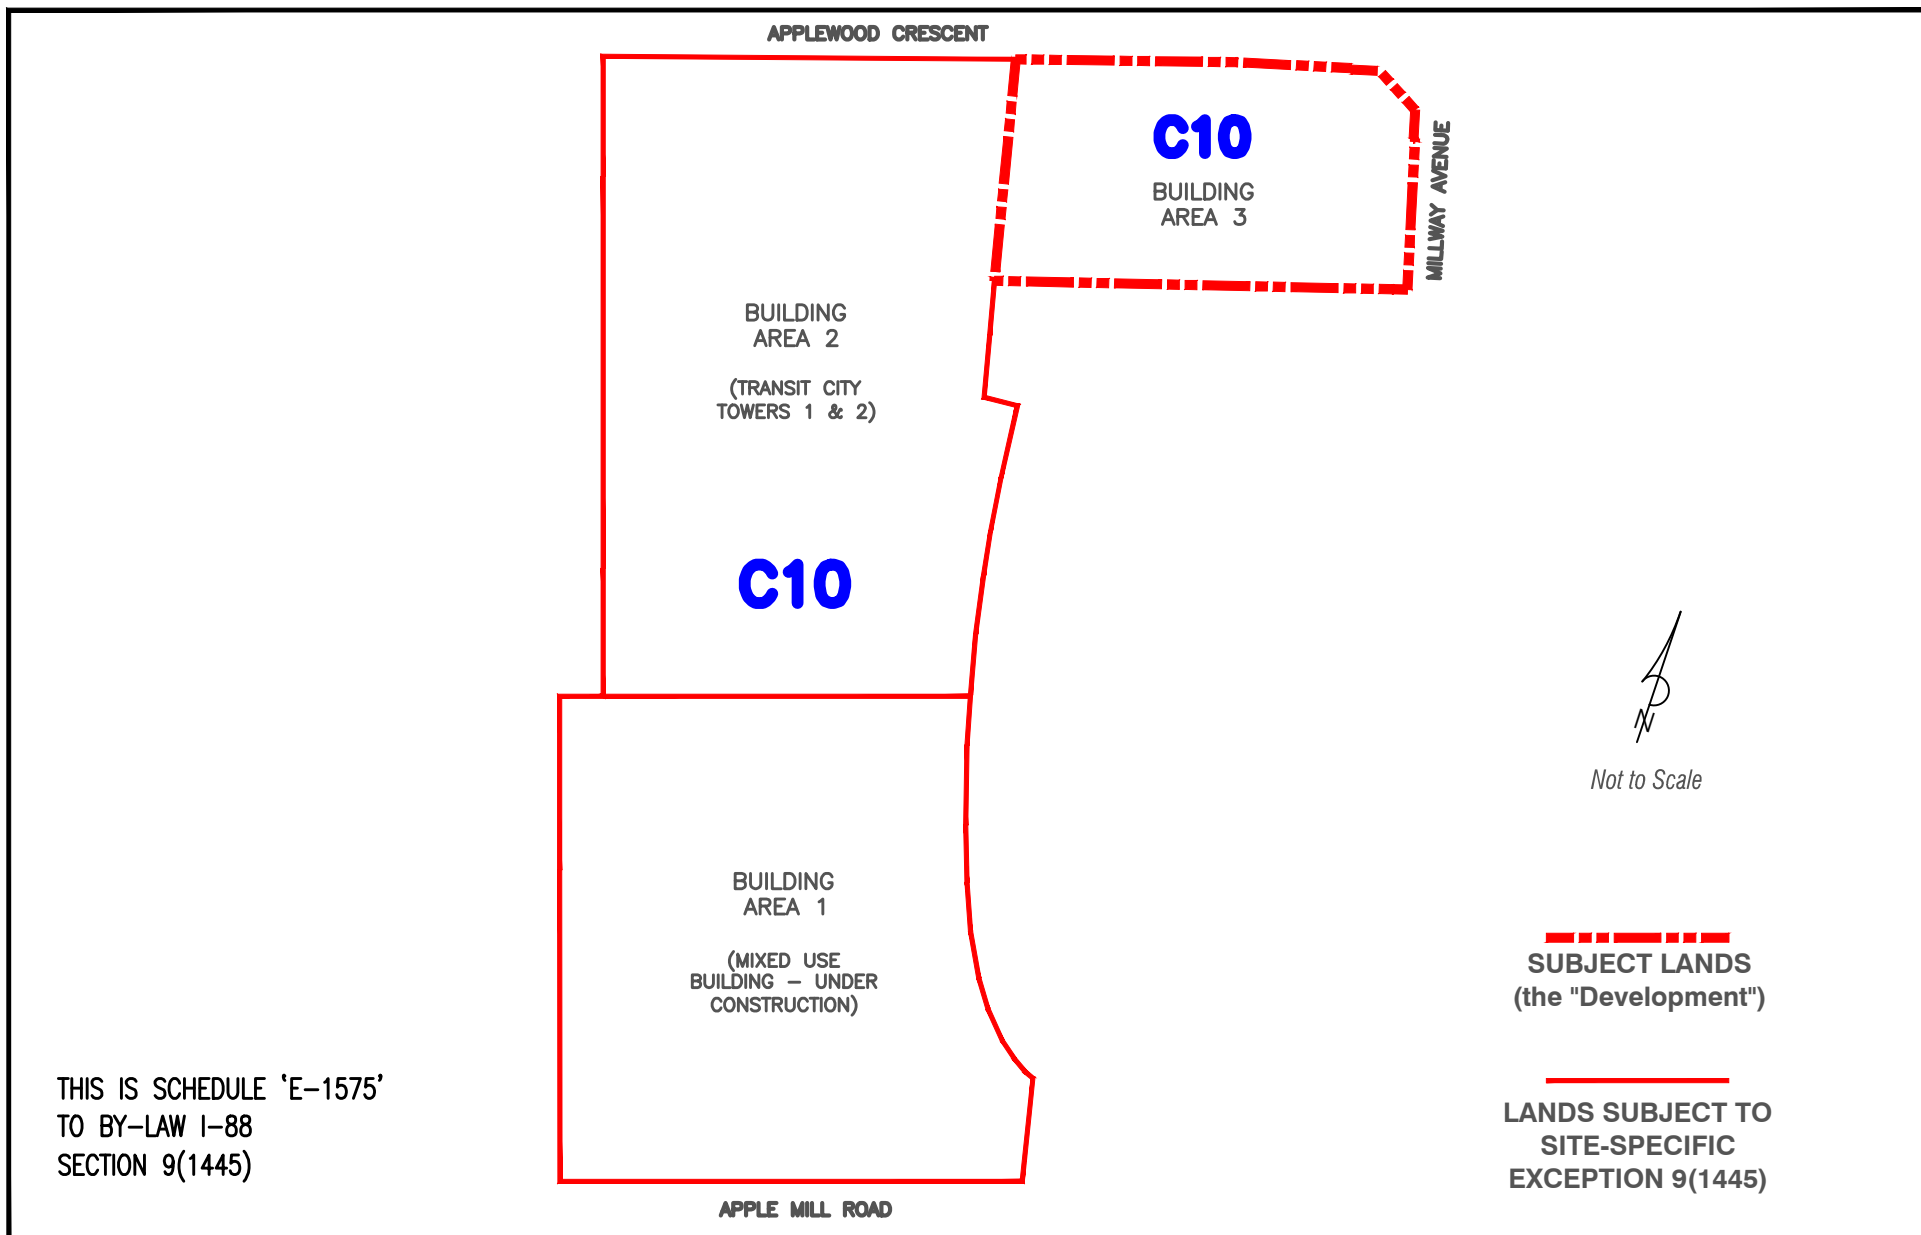 APPLEWOOD CRESCENT
C10
BUILDING
AREA 3
MILLWAY AVENUE
BUILDING
AREA 2
(TRANSIT CITY
TOWERS 1 & 2)
C10
N
Not to Scale
BUILDING
AREA 1
(MIXED USE
BUILDING – UNDER
CONSTRUCTION)
SUBJECT LANDS
(the "Development")
LANDS SUBJECT TO
SITE-SPECIFIC
EXCEPTION 9(1445)
THIS IS SCHEDULE ‘E–1575’
TO BY–LAW I–88
SECTION 9(1445)
APPLE MILL ROAD